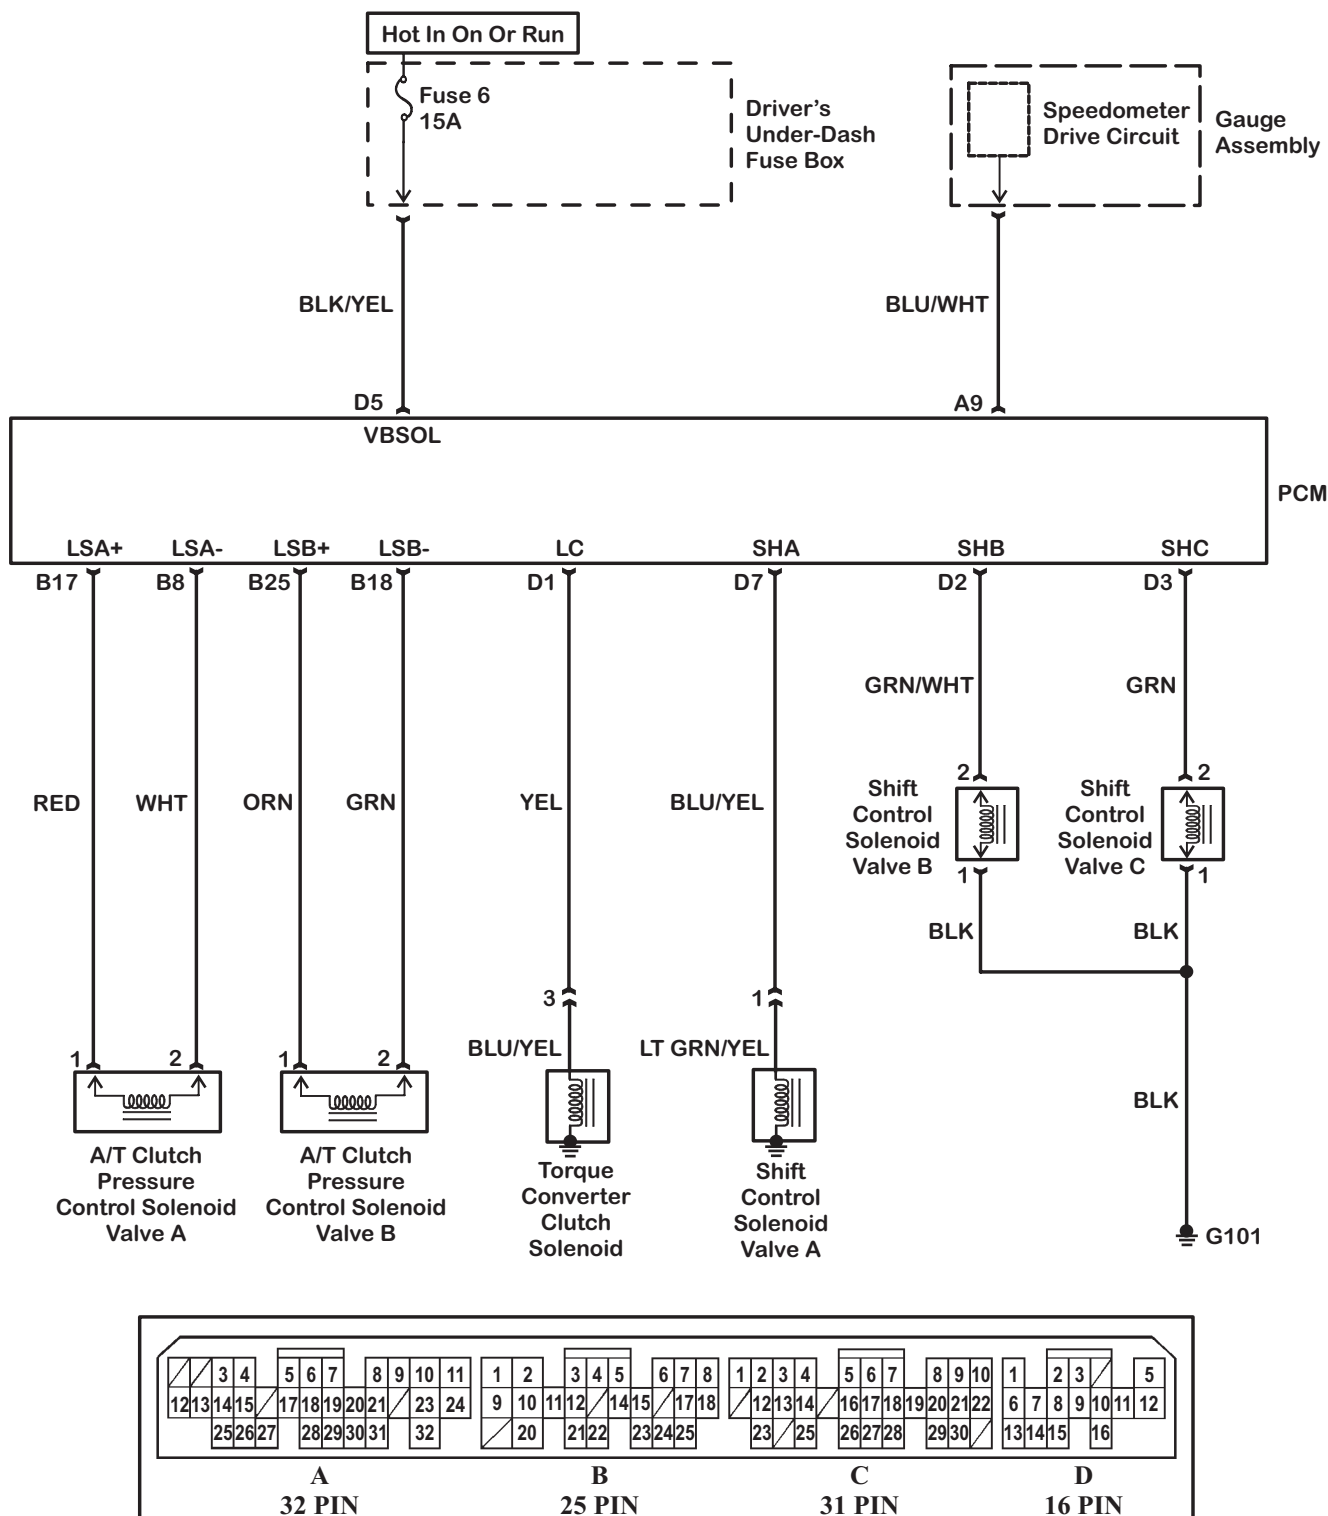 Hot In On Or Run
Fuse 6
15A
Driver's
Under-Dash
Fuse Box
Speedometer
Drive Circuit
Gauge
Assembly
BLK/YEL
BLU/WHT
D5
A9
VBSOL
PCM
LSA+ LSA- LSB+ LSB- LC SHA SHB SHC
B17 B8 B25 B18 D1 D7 D2 D3
GRN/WHT GRN
RED WHT ORN GRN YEL BLU/YEL
2 2
Shift
Control
Solenoid
Valve B
Shift
Control
Solenoid
Valve C
1 1
BLK BLK
3 1
BLU/YEL LT GRN/YEL
1 2 1 2
BLK
A/T Clutch
Pressure
Control Solenoid
Valve A
A/T Clutch
Pressure
Control Solenoid
Valve B
Torque
Converter
Clutch
Solenoid
Shift
Control
Solenoid
Valve A
G101
3 4 5 6 7 8 9 10 11
12 13 14 15 17 18 19 20 21 23 24
25 26 27 28 29 30 31 32
A
32 PIN
1 2 3 4 5 6 7 8
9 10 11 12 14 15 17 18
20 21 22 23 24 25
B
25 PIN
1 2 3 4 5 6 7 8 9 10
12 13 14 16 17 18 19 20 21 22
23 25 26 27 28 29 30
C
31 PIN
1 2 3 5
6 7 8 9 10 11 12
13 14 15 16
D
16 PIN